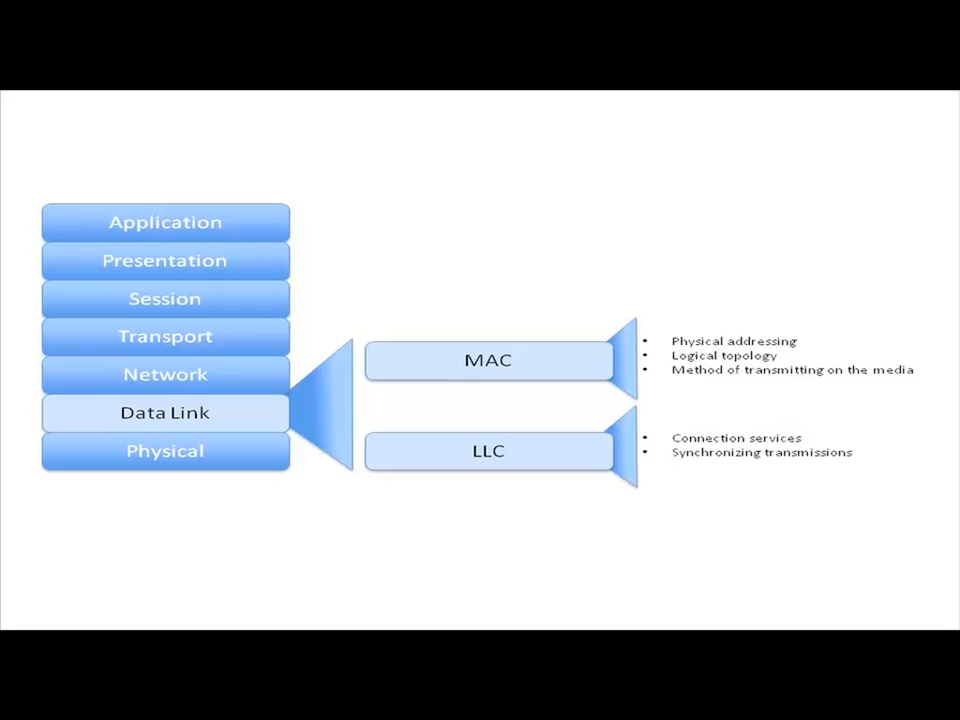 Application
Presentation
Session
Transport
Network
Data Link
Physical
MAC
• Physical addressing
• Logical topology
• Method of transmitting on the media
LLC
• Connection services
• Synchronizing transmissions